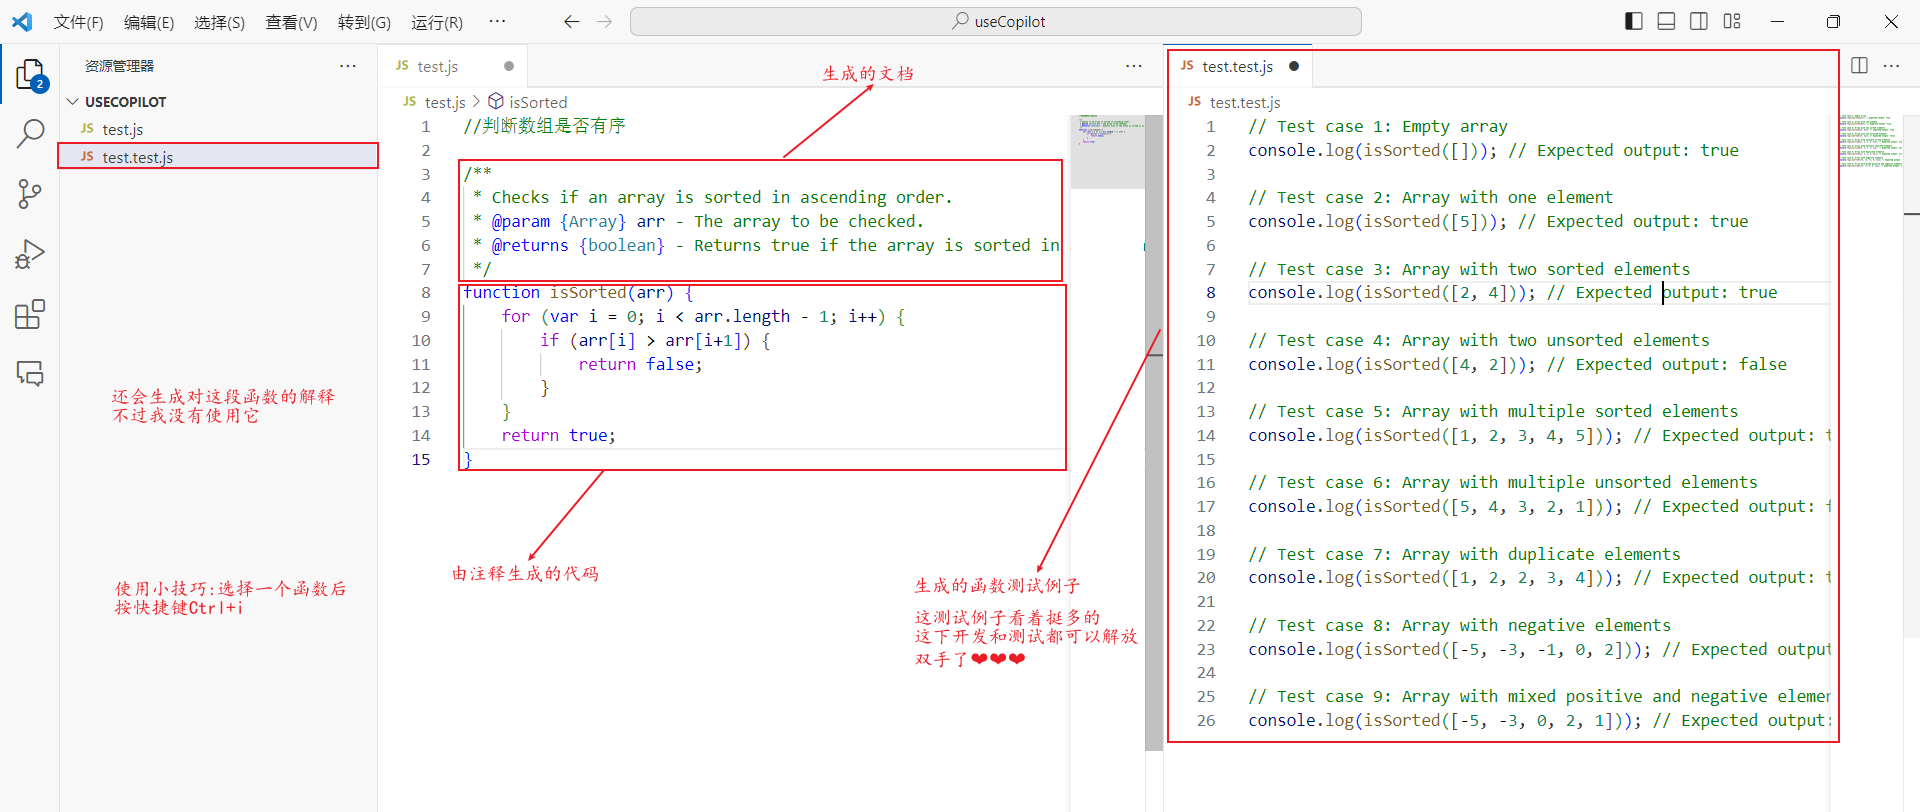 文件(F) 编辑(E) 选择(S) 查看(V) 转到(G) 运行(R) ··· useCopilot
资源管理器 ···
USECOPILOT
JS test.js
JS test.test.js
2
还会生成对这段函数的解释
不过我没有使用它
使用小技巧:选择一个函数后
按快捷键Ctrl+i
JS test.js
···
JS test.js > isSorted
生成的文档
1 //判断数组是否有序
2
3 /**
4 * Checks if an array is sorted in ascending order.
5 * @param {Array} arr - The array to be checked.
6 * @returns {boolean} - Returns true if the array is sorted in
7 */
8 function isSorted(arr) {
9 for (var i = 0; i < arr.length - 1; i++) {
10 if (arr[i] > arr[i+1]) {
11 return false;
12 }
13 }
14 return true;
15 }
由注释生成的代码
生成的函数测试例子
这测试例子看着挺多的
这下开发和测试都可以解放
双手了❤❤❤
JS test.test.js
···
JS test.test.js
1 // Test case 1: Empty array
2 console.log(isSorted([])); // Expected output: true
3
4 // Test case 2: Array with one element
5 console.log(isSorted([5])); // Expected output: true
6
7 // Test case 3: Array with two sorted elements
8 console.log(isSorted([2, 4])); // Expected output: true
9
10 // Test case 4: Array with two unsorted elements
11 console.log(isSorted([4, 2])); // Expected output: false
12
13 // Test case 5: Array with multiple sorted elements
14 console.log(isSorted([1, 2, 3, 4, 5])); // Expected output: t
15
16 // Test case 6: Array with multiple unsorted elements
17 console.log(isSorted([5, 4, 3, 2, 1])); // Expected output: f
18
19 // Test case 7: Array with duplicate elements
20 console.log(isSorted([1, 2, 2, 3, 4])); // Expected output: t
21
22 // Test case 8: Array with negative elements
23 console.log(isSorted([-5, -3, -1, 0, 2])); // Expected output
24
25 // Test case 9: Array with mixed positive and negative elemen
26 console.log(isSorted([-5, -3, 0, 2, 1])); // Expected output: